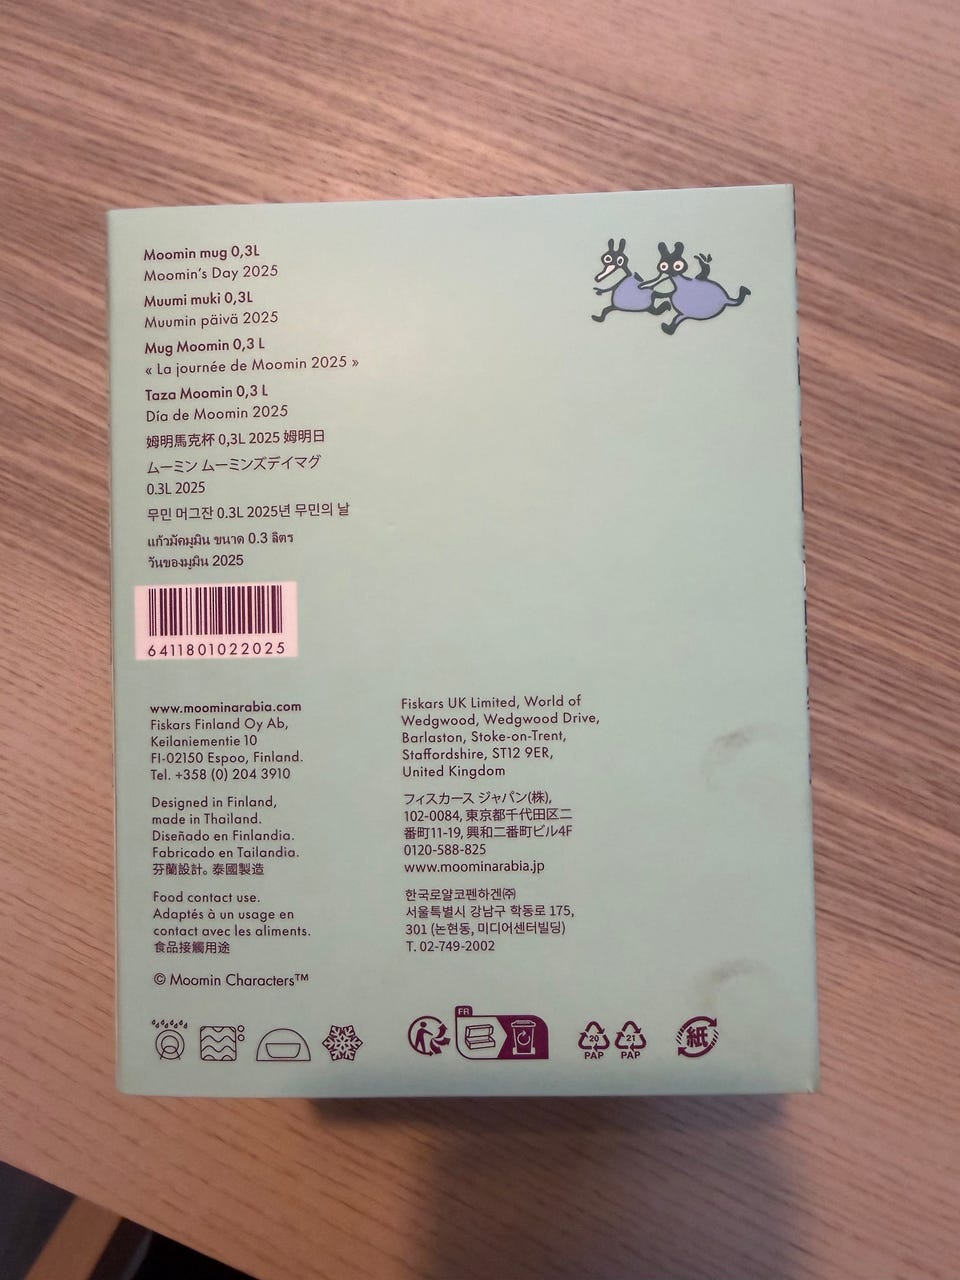 Moomin mug 0,3L
Moomin's Day 2025
Muumi muki 0,3L
Muumin päivä 2025
Mug Moomin 0,3 L
« La journée de Moomin 2025 »
Taza Moomin 0,3 L
Día de Moomin 2025
姆明馬克杯 0,3L 2025 姆明日
ムーミン ムーミンズデイマグ
0.3L 2025
무민 머그잔 0.3L 2025년 무민의 날
แก้วมัคมูมิน ขนาด 0.3 ลิตร
วันของมูมิน 2025
6411801022025
www.moominarabia.com
Fiskars Finland Oy Ab,
Keilaniementie 10
FI-02150 Espoo, Finland.
Tel. +358 (0) 204 3910
Designed in Finland,
made in Thailand.
Diseñado en Finlandia.
Fabricado en Tailandia.
芬蘭設計。泰國製造
Food contact use.
Adaptés à un usage en
contact avec les aliments.
食品接觸用途
© Moomin Characters™
Fiskars UK Limited, World of
Wedgwood, Wedgwood Drive,
Barlaston, Stoke-on-Trent,
Staffordshire, ST12 9ER,
United Kingdom
フィスカース ジャパン(株),
102-0084, 東京都千代田区二
番町11-19, 興和二番町ビル4F
0120-588-825
www.moominarabia.jp
한국로얄코펜하겐㈜
서울특별시 강남구 학동로 175,
301 (논현동, 미디어센터빌딩)
T. 02-749-2002
FR
20
PAP
21
PAP
紙